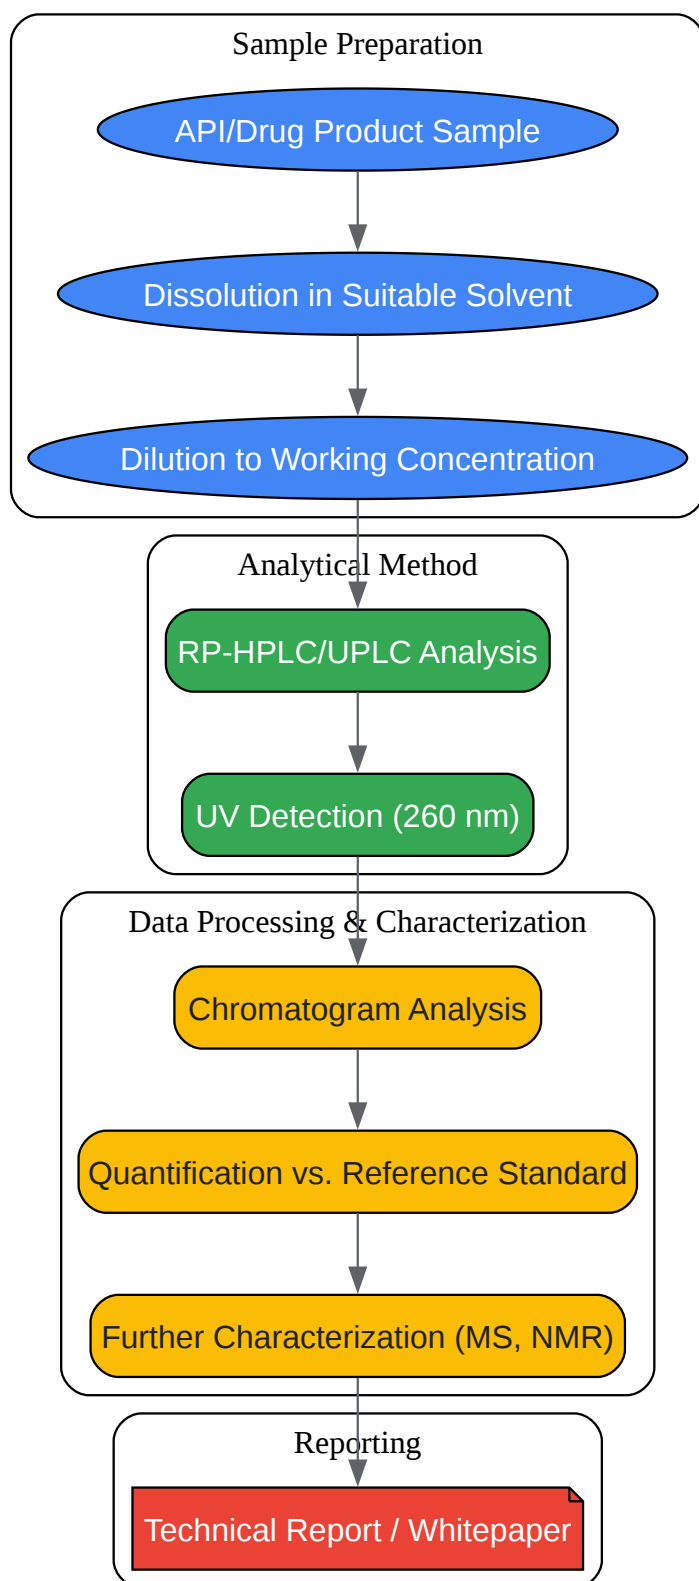 Sample Preparation
API/Drug Product Sample
Dissolution in Suitable Solvent
Dilution to Working Concentration
Analytical Method
RP-HPLC/UPLC Analysis
UV Detection (260 nm)
Data Processing & Characterization
Chromatogram Analysis
Quantification vs. Reference Standard
Further Characterization (MS, NMR)
Reporting
Technical Report / Whitepaper